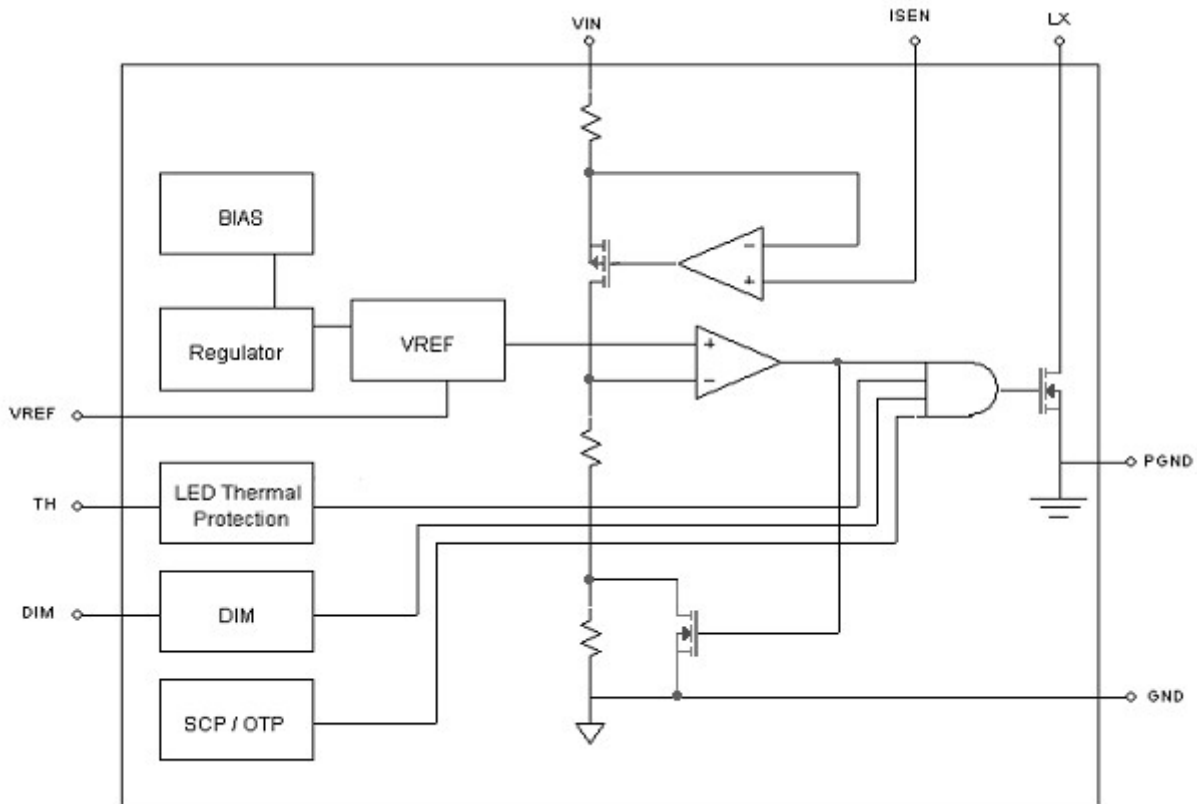 VIN
ISEN
LX
BIAS
Regulator
VREF
VREF
TH
LED Thermal
Protection
DIM
DIM
SCP / OTP
PGND
GND
−
+
+
−